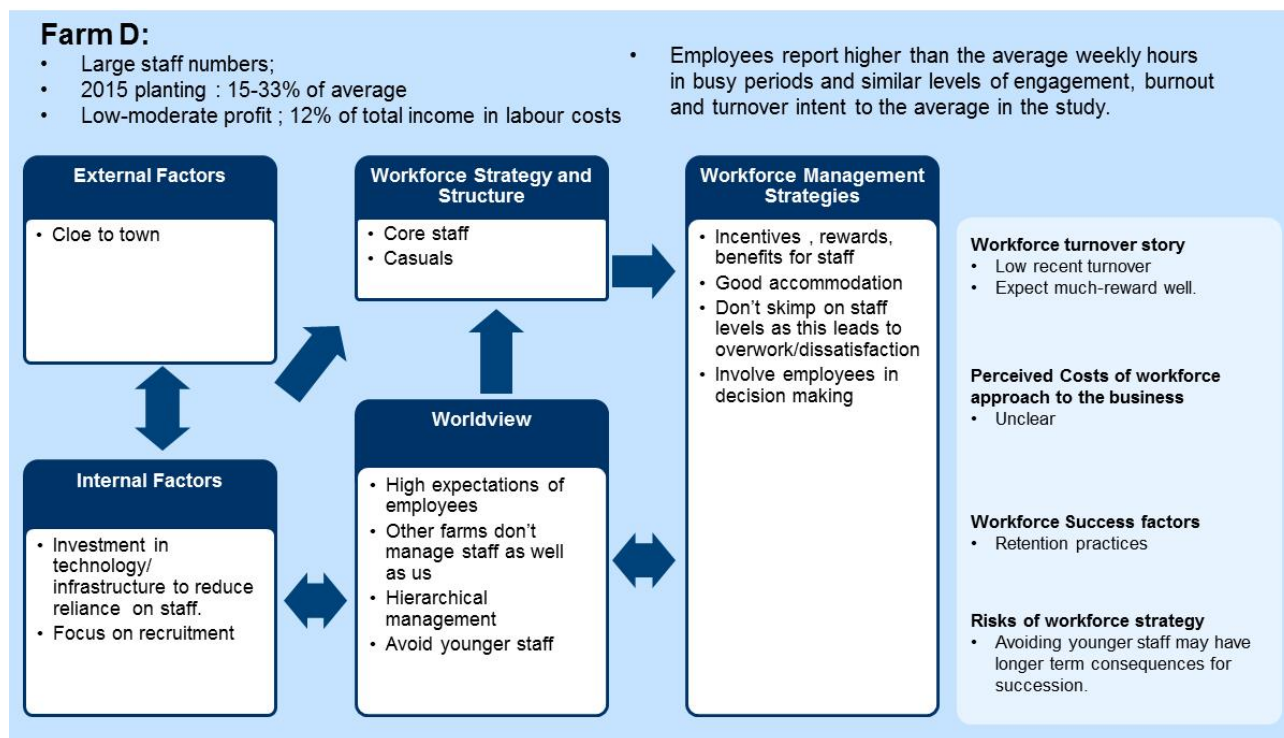 Farm D:
• Large staff numbers;
• 2015 planting : 15-33% of average
• Low-moderate profit ; 12% of total income in labour costs
• Employees report higher than the average weekly hours
in busy periods and similar levels of engagement, burnout
and turnover intent to the average in the study.
External Factors
• Cloe to town
Internal Factors
• Investment in
technology/
infrastructure to reduce
reliance on staff.
• Focus on recruitment
Workforce Strategy and
Structure
• Core staff
• Casuals
Worldview
• High expectations of
employees
• Other farms don’t
manage staff as well
as us
• Hierarchical
management
• Avoid younger staff
Workforce Management
Strategies
• Incentives , rewards,
benefits for staff
• Good accommodation
• Don’t skimp on staff
levels as this leads to
overwork/dissatisfaction
• Involve employees in
decision making
Workforce turnover story
• Low recent turnover
• Expect much-reward well.
Perceived Costs of workforce
approach to the business
• Unclear
Workforce Success factors
• Retention practices
Risks of workforce strategy
• Avoiding younger staff may have
longer term consequences for
succession.